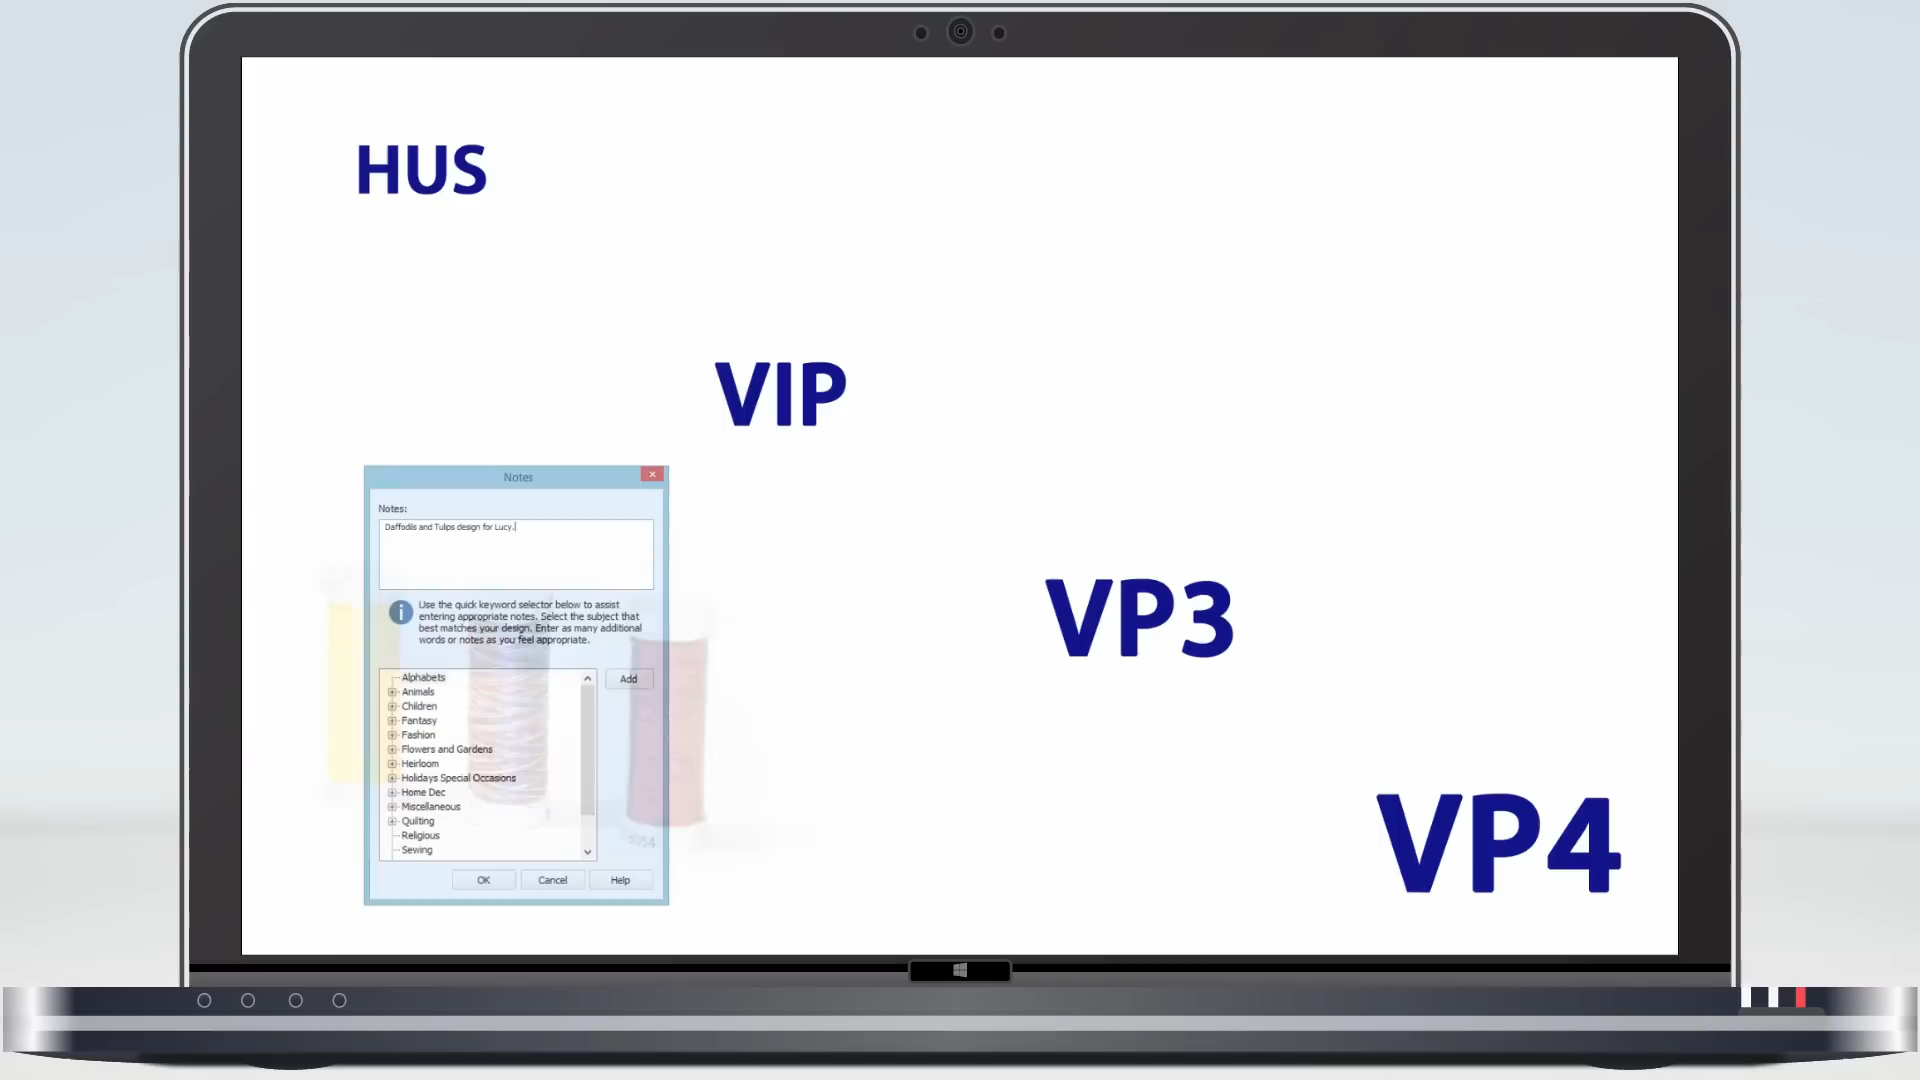 HUS
VIP
Notes
Notes:
Daffodils and Tulips design for Lucy.
Use the quick keyword selector below to assist
entering appropriate notes. Select the subject that
best matches your design. Enter as many additional
words or notes as you feel appropriate.
Alphabets
Add
Animals
Children
Fantasy
Fashion
Flowers and Gardens
Heirloom
Holidays Special Occasions
Home Dec
Miscellaneous
Quilting
Religious
Sewing
OK
Cancel
Help
VP3
VP4